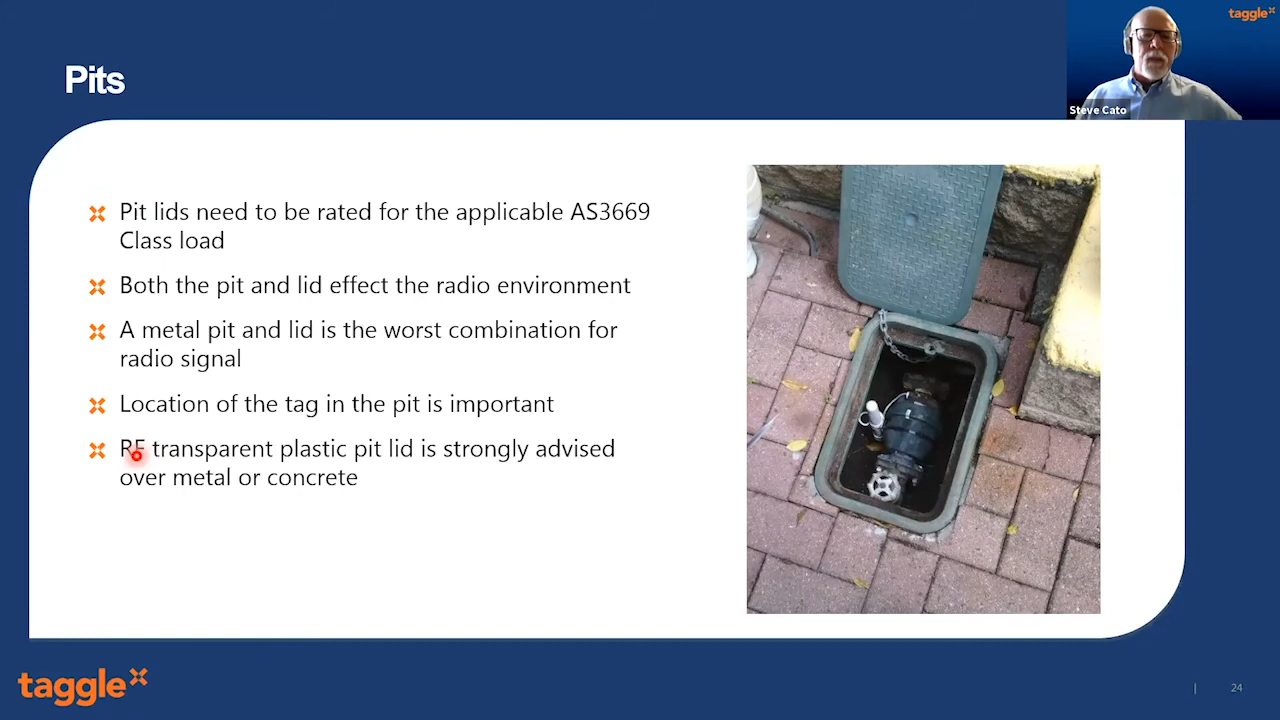 taggle
Pits
Steve Cato
Pit lids need to be rated for the applicable AS3669
Class load
Both the pit and lid effect the radio environment
A metal pit and lid is the worst combination for
radio signal
Location of the tag in the pit is important
RF transparent plastic pit lid is strongly advised
over metal or concrete
taggle
| 24